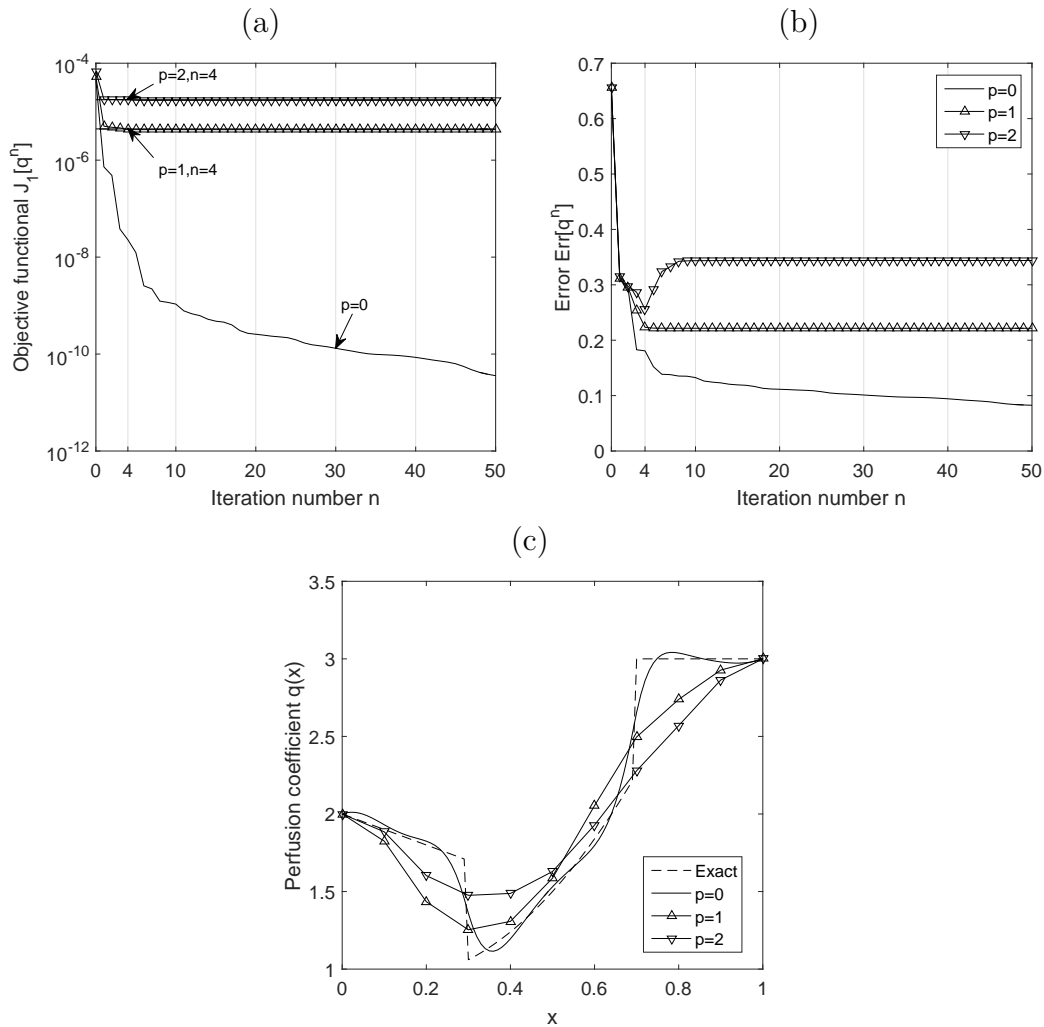 (a)
Objective functional J_1[q^n]
10^-4
10^-6
10^-8
10^-10
10^-12
p=2,n=4
p=1,n=4
p=0
0 4 10 20 30 40 50
Iteration number n
(b)
Error Err[q^n]
0.7
0.6
0.5
0.4
0.3
0.2
0.1
0
p=0
p=1
p=2
0 4 10 20 30 40 50
Iteration number n
(c)
Perfusion coefficient q(x)
3.5
3
2.5
2
1.5
1
Exact
p=0
p=1
p=2
0 0.2 0.4 0.6 0.8 1
x